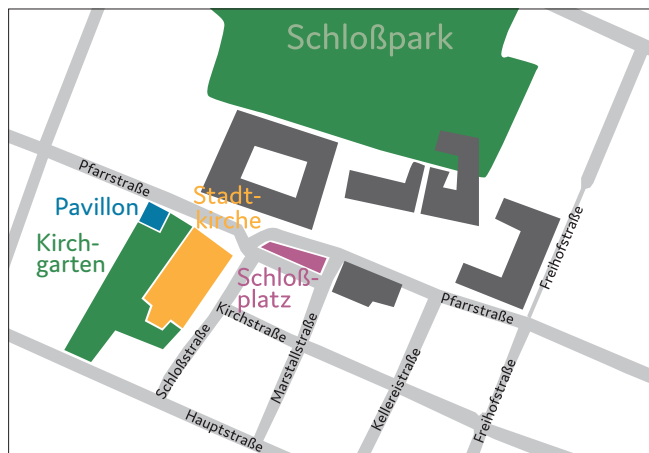 Schloßpark
Pfarrstraße
Stadt-
kirche
Pavillon
Kirch-
garten
Schloß-
platz
Freihofstraße
Pfarrstraße
Kirchstraße
Schloßstraße
Marstallstraße
Kellereistraße
Freihofstraße
Hauptstraße